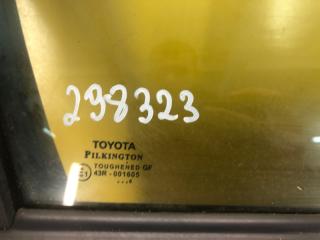 298323
TOYOTA
PILKINGTON
TOUGHENED GF
43R - 001605